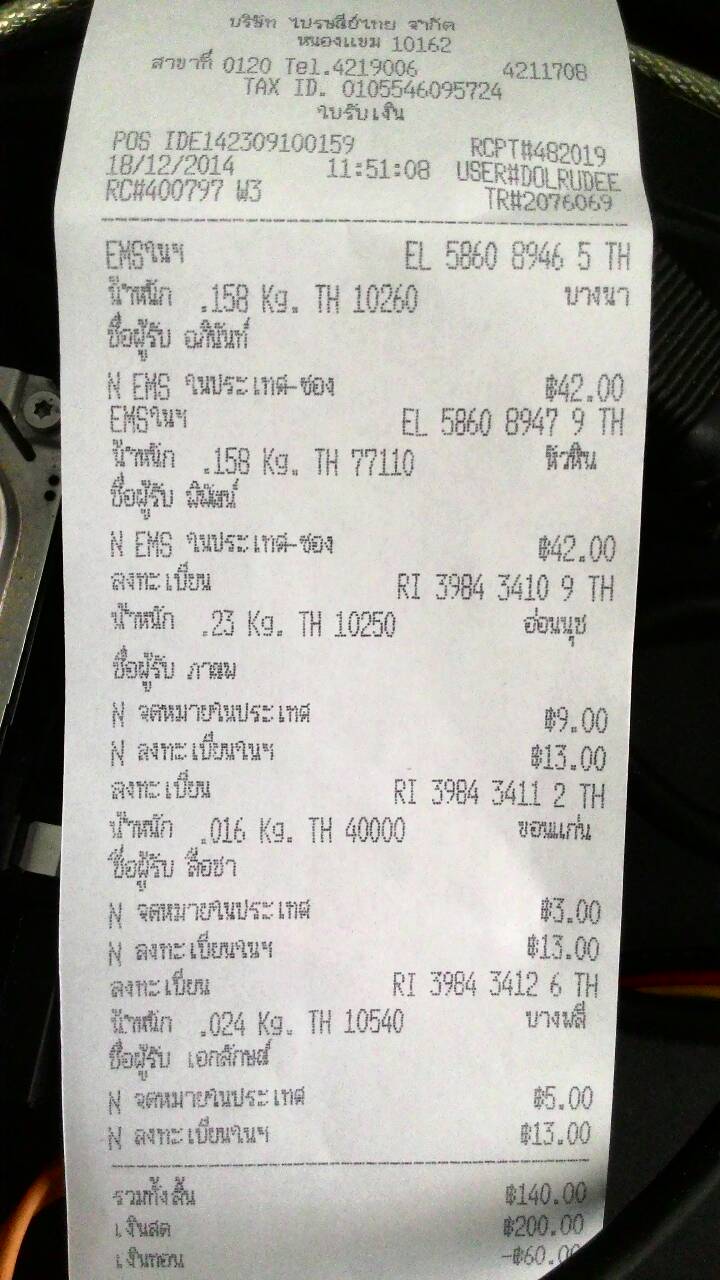 บริษัท ไปรษณีย์ไทย จำกัด
หนองแขม 10162
สาขาที่ 0120 Tel.4219006 4211708
TAX ID. 0105546095724
ใบรับเงิน
POS IDE142309100159 RCPT#482019
18/12/2014 11:51:08 USER#DOLRUDEE
RC#400797 W3 TR#2076069
EMSในฯ EL 5860 8946 5 TH
น้ำหนัก .158 Kg. TH 10260 บางนา
ชื่อผู้รับ อภินันท์
N EMS ในประเทศ-ซอง ฿42.00
EMSในฯ EL 5860 8947 9 TH
น้ำหนัก .158 Kg. TH 77110 หัวหิน
ชื่อผู้รับ
N EMS ในประเทศ-ซอง ฿42.00
ลงทะเบียน RI 3984 3410 9 TH
น้ำหนัก .23 Kg. TH 10250 อ่อนนุช
ชื่อผู้รับ
N จดหมายในประเทศ ฿9.00
N ลงทะเบียนในฯ ฿13.00
ลงทะเบียน RI 3984 3411 2 TH
น้ำหนัก .016 Kg. TH 40000 ขอนแก่น
ชื่อผู้รับ ลือชา
N จดหมายในประเทศ ฿3.00
N ลงทะเบียนในฯ ฿13.00
ลงทะเบียน RI 3984 3412 6 TH
น้ำหนัก .024 Kg. TH 10540 บางพลี
ชื่อผู้รับ เอกลักษณ์
N จดหมายในประเทศ ฿5.00
N ลงทะเบียนในฯ ฿13.00
รวมทั้งสิ้น ฿140.00
เงินสด ฿200.00
เงินทอน -฿60.00